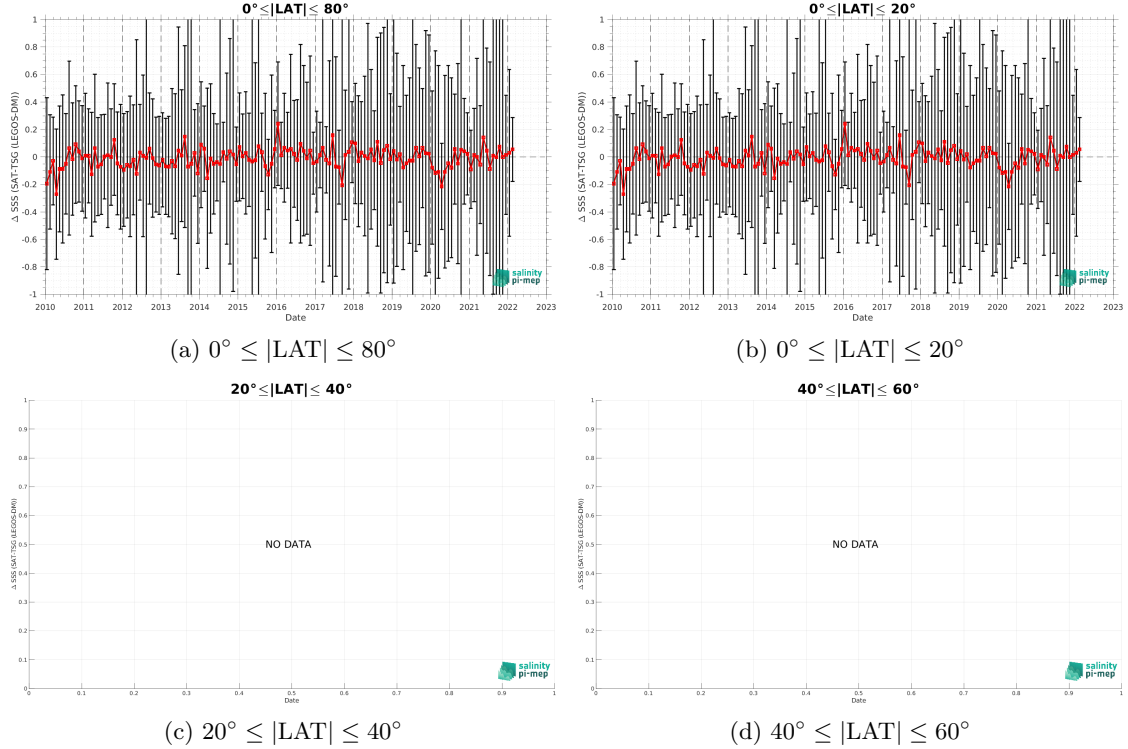 0°≤|LAT|≤ 80°
1
0.8
0.6
0.4
0.2
0
-0.2
-0.4
-0.6
-0.8
-1
Δ SSS (SAT-TSG (LEGOS-DM))
2010 2011 2012 2013 2014 2015 2016 2017 2018 2019 2020 2021 2022 2023
Date
salinity
pi-mep
(a) 0° ≤ |LAT| ≤ 80°
0°≤|LAT|≤ 20°
1
0.8
0.6
0.4
0.2
0
-0.2
-0.4
-0.6
-0.8
-1
Δ SSS (SAT-TSG (LEGOS-DM))
2010 2011 2012 2013 2014 2015 2016 2017 2018 2019 2020 2021 2022 2023
Date
salinity
pi-mep
(b) 0° ≤ |LAT| ≤ 20°
20°≤|LAT|≤ 40°
1
0.9
0.8
0.7
0.6
0.5
0.4
0.3
0.2
0.1
0
Δ SSS (SAT-TSG (LEGOS-DM))
NO DATA
0 0.1 0.2 0.3 0.4 0.5 0.6 0.7 0.8 0.9 1
Date
salinity
pi-mep
(c) 20° ≤ |LAT| ≤ 40°
40°≤|LAT|≤ 60°
1
0.9
0.8
0.7
0.6
0.5
0.4
0.3
0.2
0.1
0
Δ SSS (SAT-TSG (LEGOS-DM))
NO DATA
0 0.1 0.2 0.3 0.4 0.5 0.6 0.7 0.8 0.9 1
Date
salinity
pi-mep
(d) 40° ≤ |LAT| ≤ 60°